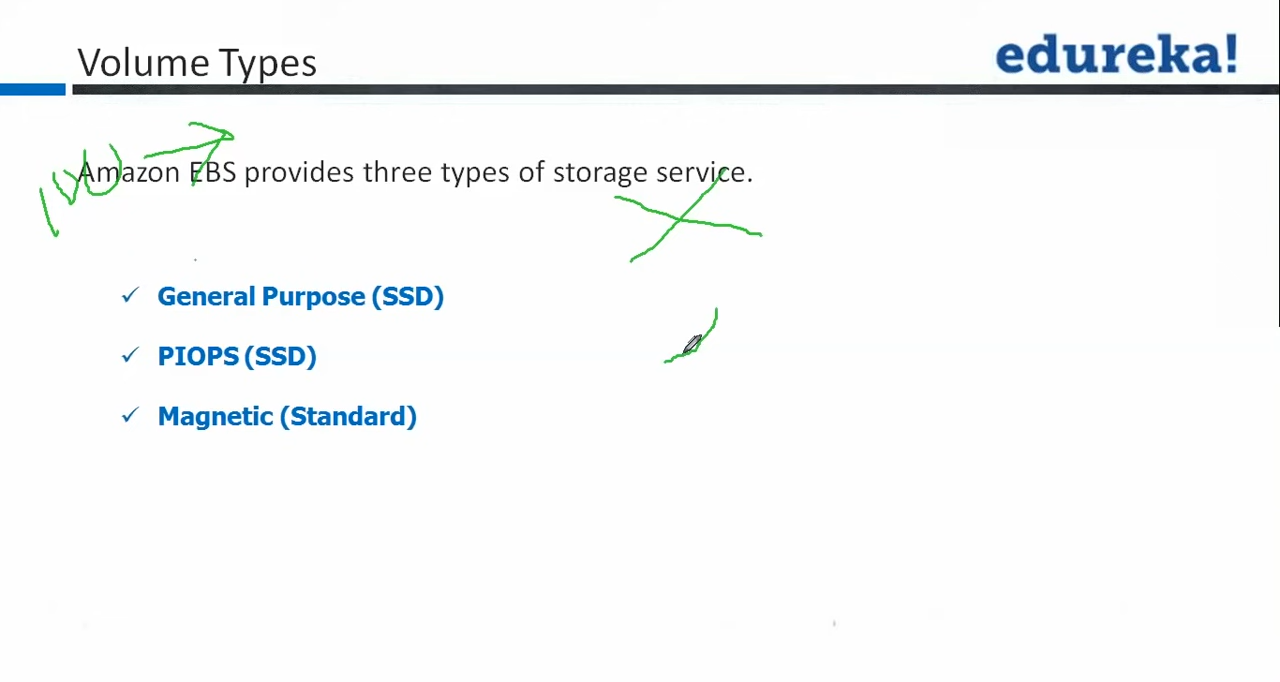 Volume Types
edureka!
Amazon EBS provides three types of storage service.
General Purpose (SSD)
PIOPS (SSD)
Magnetic (Standard)